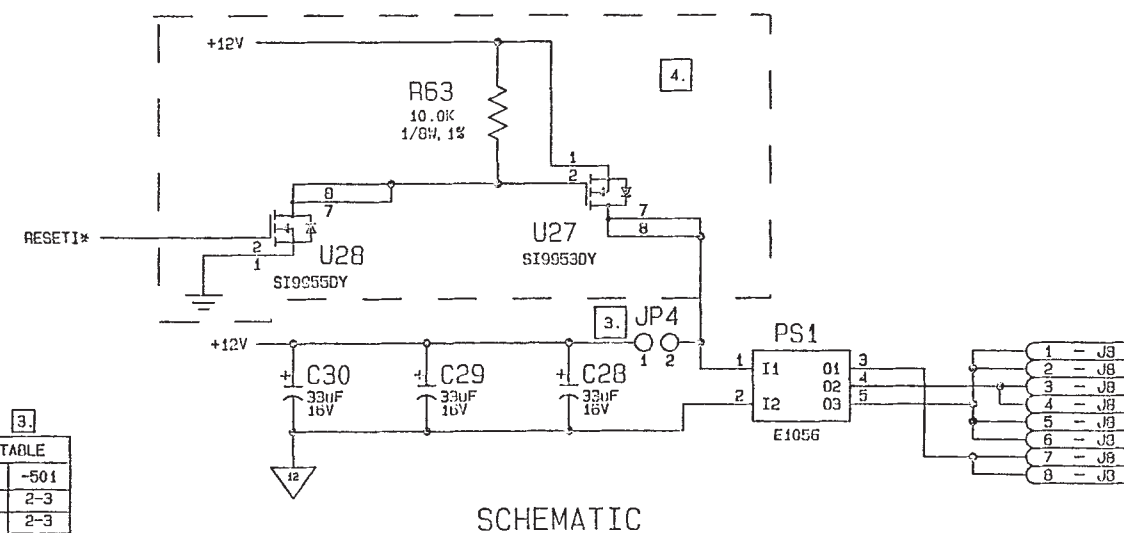 +12V
4.
R63
10.0K
1/8W, 1%
1
2
8
7
7
8
RESETI*
2
1
U28
SI9955DY
U27
SI9953DY
3.
JP4
+12V
1 2
PS1
C30
33uF
16V
C29
33uF
16V
C28
33uF
16V
1 I1 O1 3
O2 4
2 I2 O3 5
E1056
1 - J8
2 - J8
3 - J8
4 - J8
5 - J8
6 - J8
7 - J8
8 - J8
3.
TABLE
-501
2-3
2-3
12
SCHEMATIC